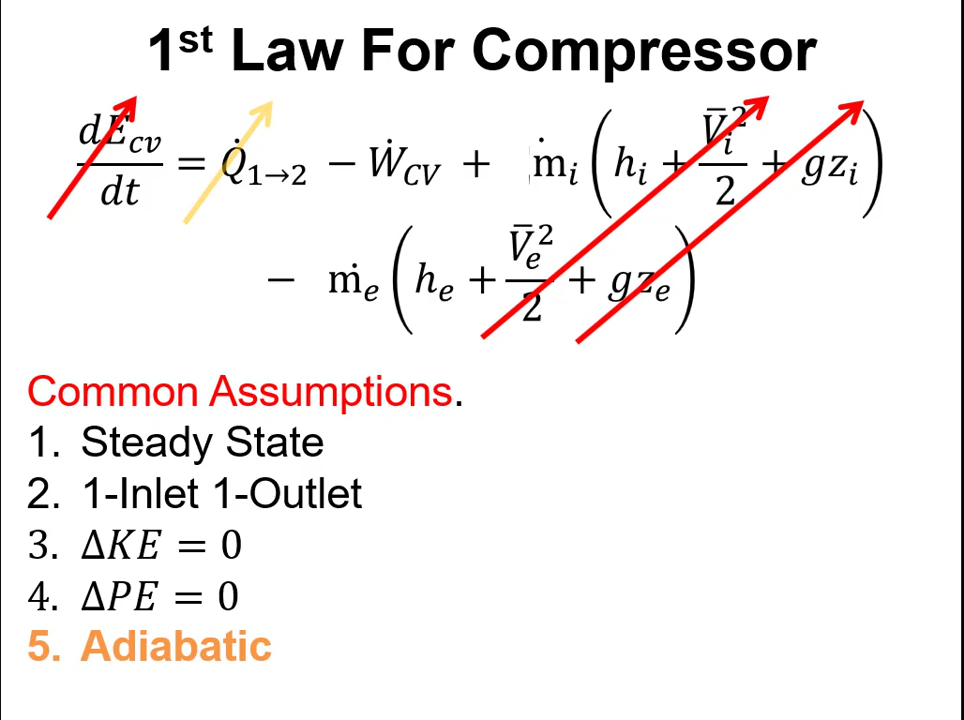 1st Law For Compressor
dE_cv/dt = Q̇_1→2 − Ẇ_CV + ṁ_i (h_i + V̄_i²/2 + gz_i)
− ṁ_e (h_e + V̄_e²/2 + gz_e)
Common Assumptions.
1. Steady State
2. 1-Inlet 1-Outlet
3. ΔKE = 0
4. ΔPE = 0
5. Adiabatic